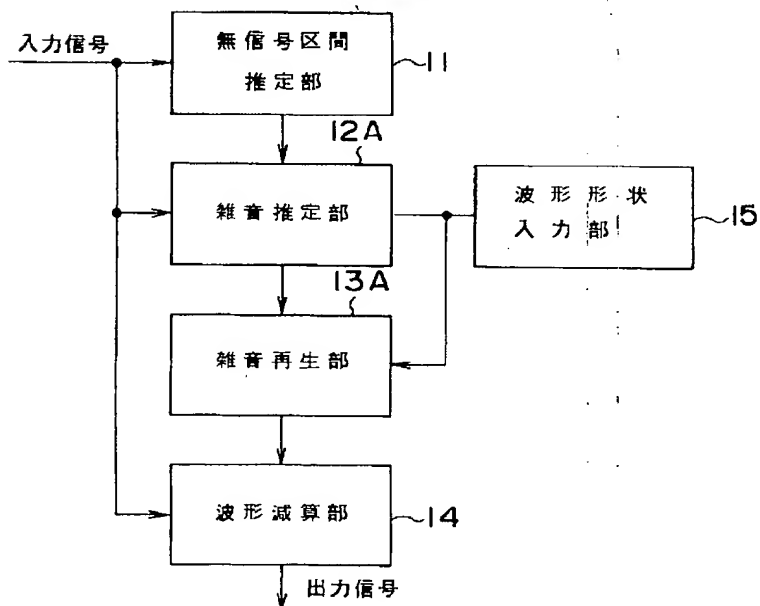 入力信号
無信号区間
推定部
11
12A
雑音推定部
波形形状
入力部
15
13A
雑音再生部
波形減算部
14
出力信号